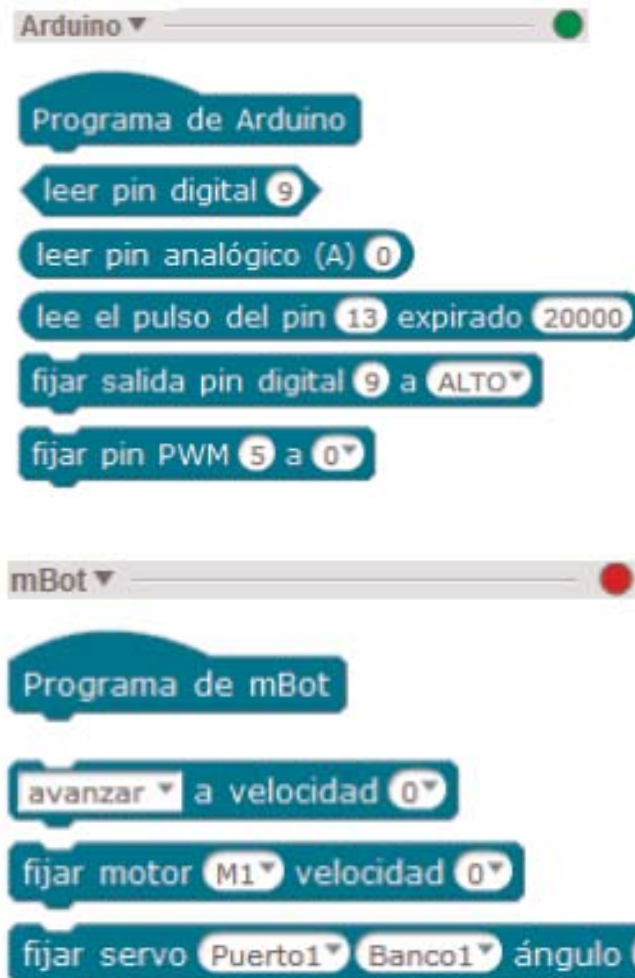 Arduino
Programa de Arduino
leer pin digital 9
leer pin analógico (A) 0
lee el pulso del pin 13 expirado 20000
fijar salida pin digital 9 a ALTO
fijar pin PWM 5 a 0
mBot
Programa de mBot
avanzar a velocidad 0
fijar motor M1 velocidad 0
fijar servo Puerto1 Banco1 ángulo